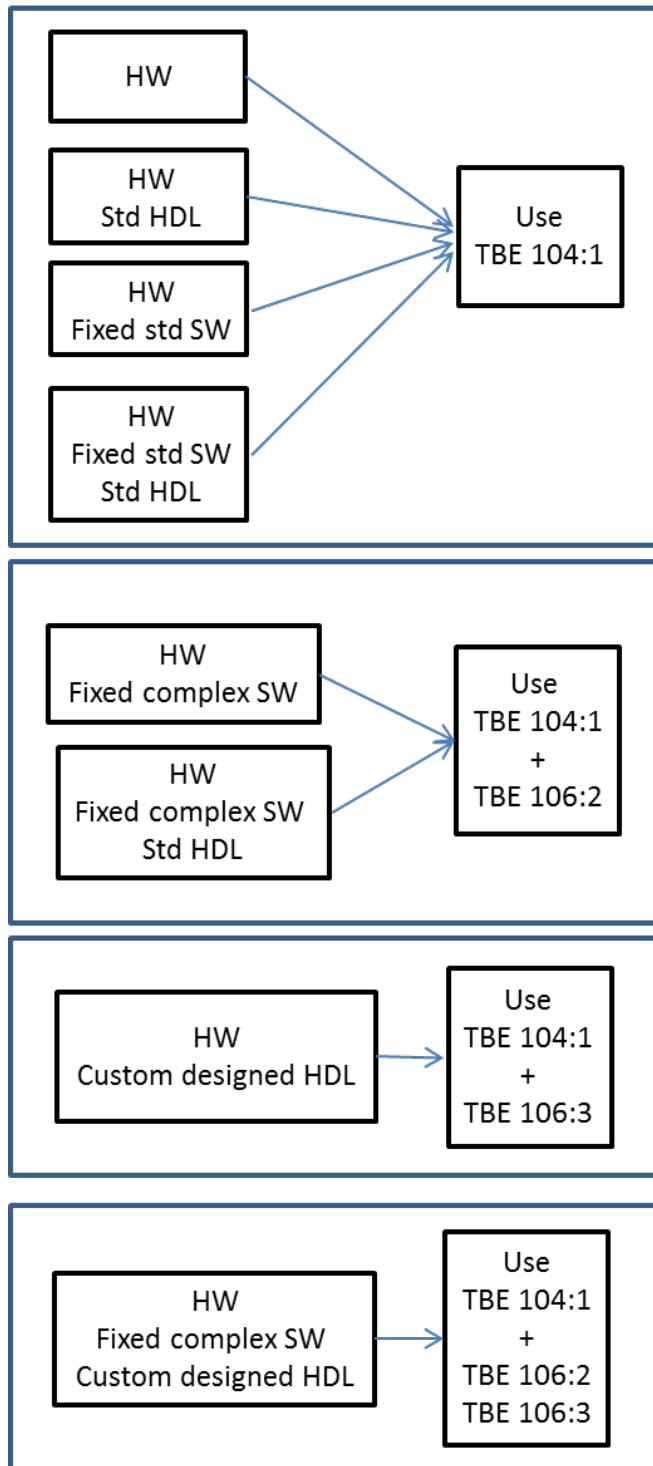 HW
HW
Std HDL
HW
Fixed std SW
HW
Fixed std SW
Std HDL
Use
TBE 104:1
HW
Fixed complex SW
HW
Fixed complex SW
Std HDL
Use
TBE 104:1
+
TBE 106:2
HW
Custom designed HDL
Use
TBE 104:1
+
TBE 106:3
HW
Fixed complex SW
Custom designed HDL
Use
TBE 104:1
+
TBE 106:2
TBE 106:3